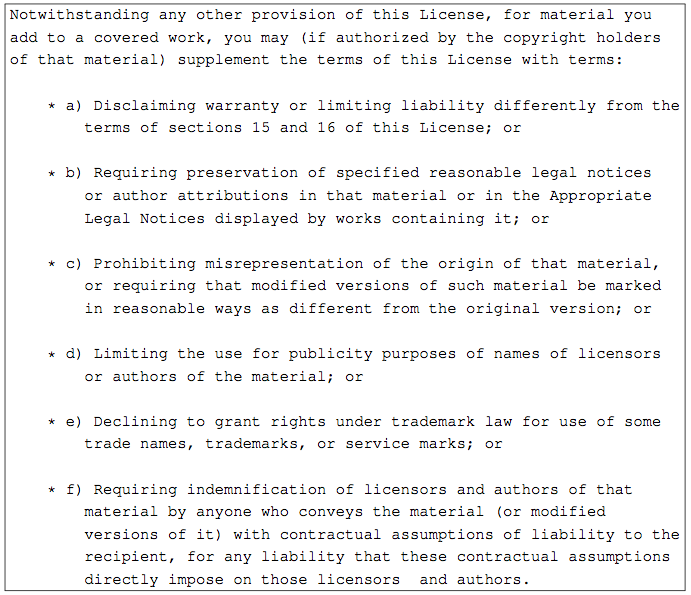 Notwithstanding any other provision of this License, for material you
add to a covered work, you may (if authorized by the copyright holders
of that material) supplement the terms of this License with terms:
* a) Disclaiming warranty or limiting liability differently from the
terms of sections 15 and 16 of this License; or
* b) Requiring preservation of specified reasonable legal notices
or author attributions in that material or in the Appropriate
Legal Notices displayed by works containing it; or
* c) Prohibiting misrepresentation of the origin of that material,
or requiring that modified versions of such material be marked
in reasonable ways as different from the original version; or
* d) Limiting the use for publicity purposes of names of licensors
or authors of the material; or
* e) Declining to grant rights under trademark law for use of some
trade names, trademarks, or service marks; or
* f) Requiring indemnification of licensors and authors of that
material by anyone who conveys the material (or modified
versions of it) with contractual assumptions of liability to the
recipient, for any liability that these contractual assumptions
directly impose on those licensors  and authors.